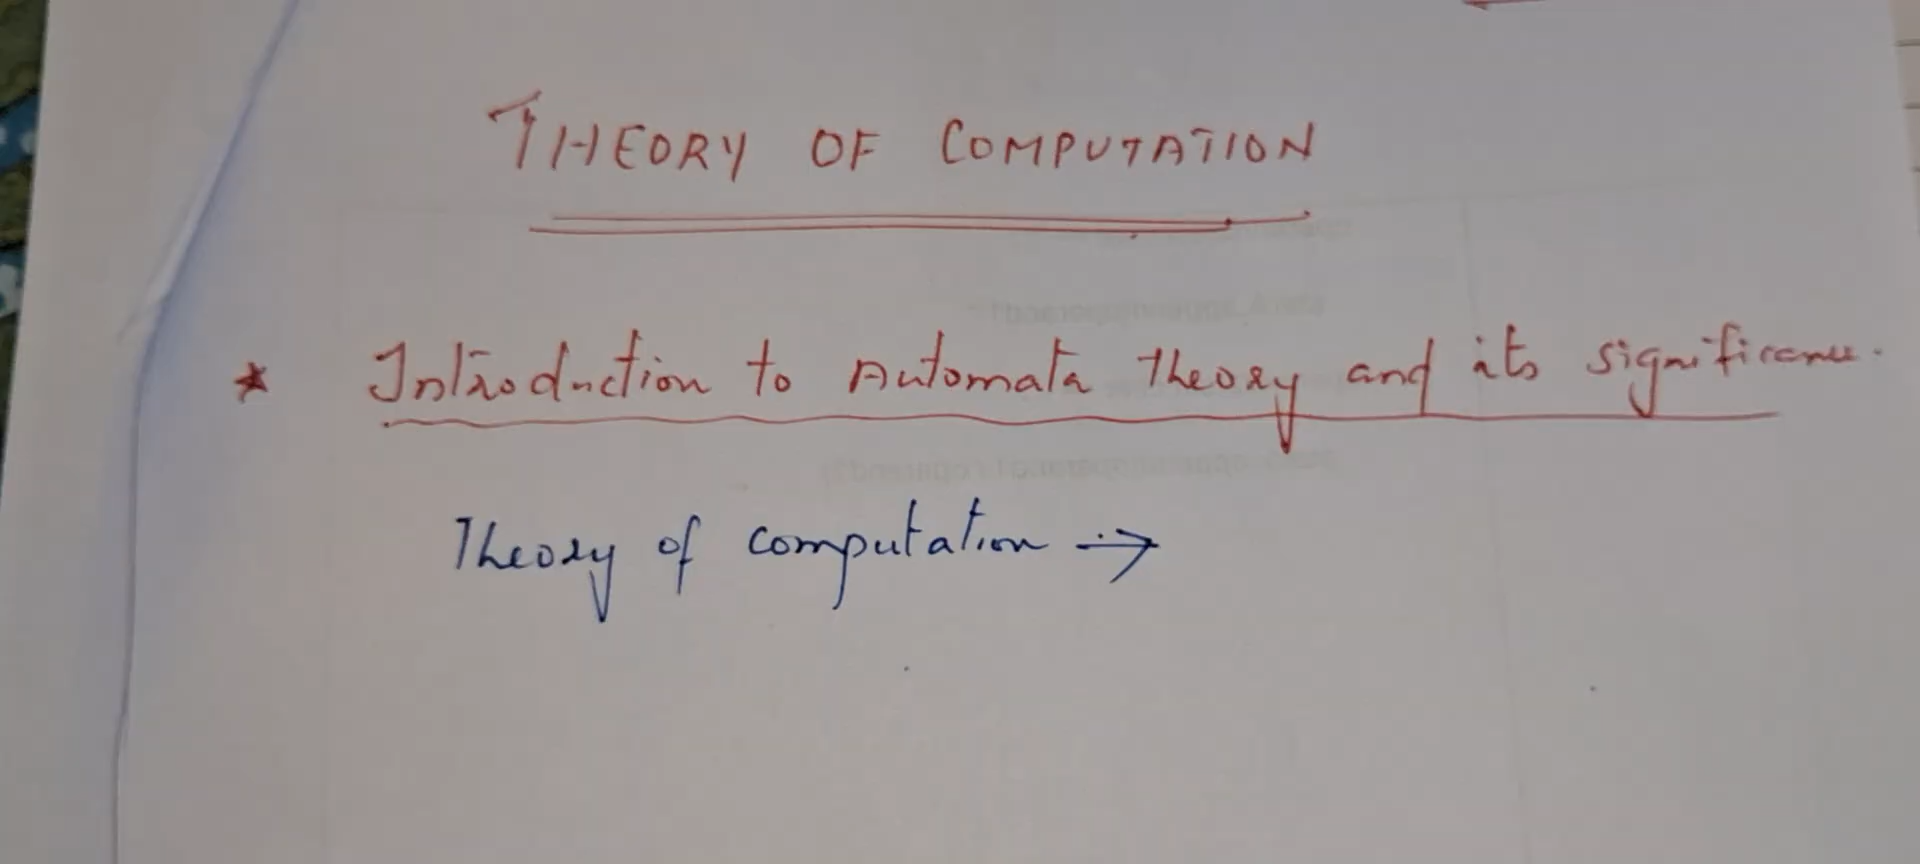 THEORY OF COMPUTATION
* Introduction to Automata theory and its significance.
Theory of computation →